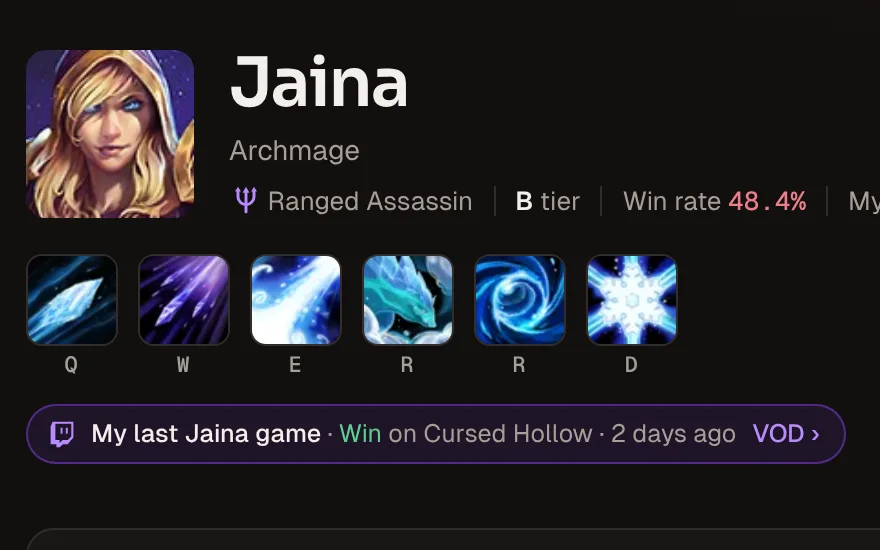 Jaina
Archmage
Ranged Assassin B tier Win rate 48.4% My
Q W E R R D
My last Jaina game · Win on Cursed Hollow · 2 days ago VOD ›